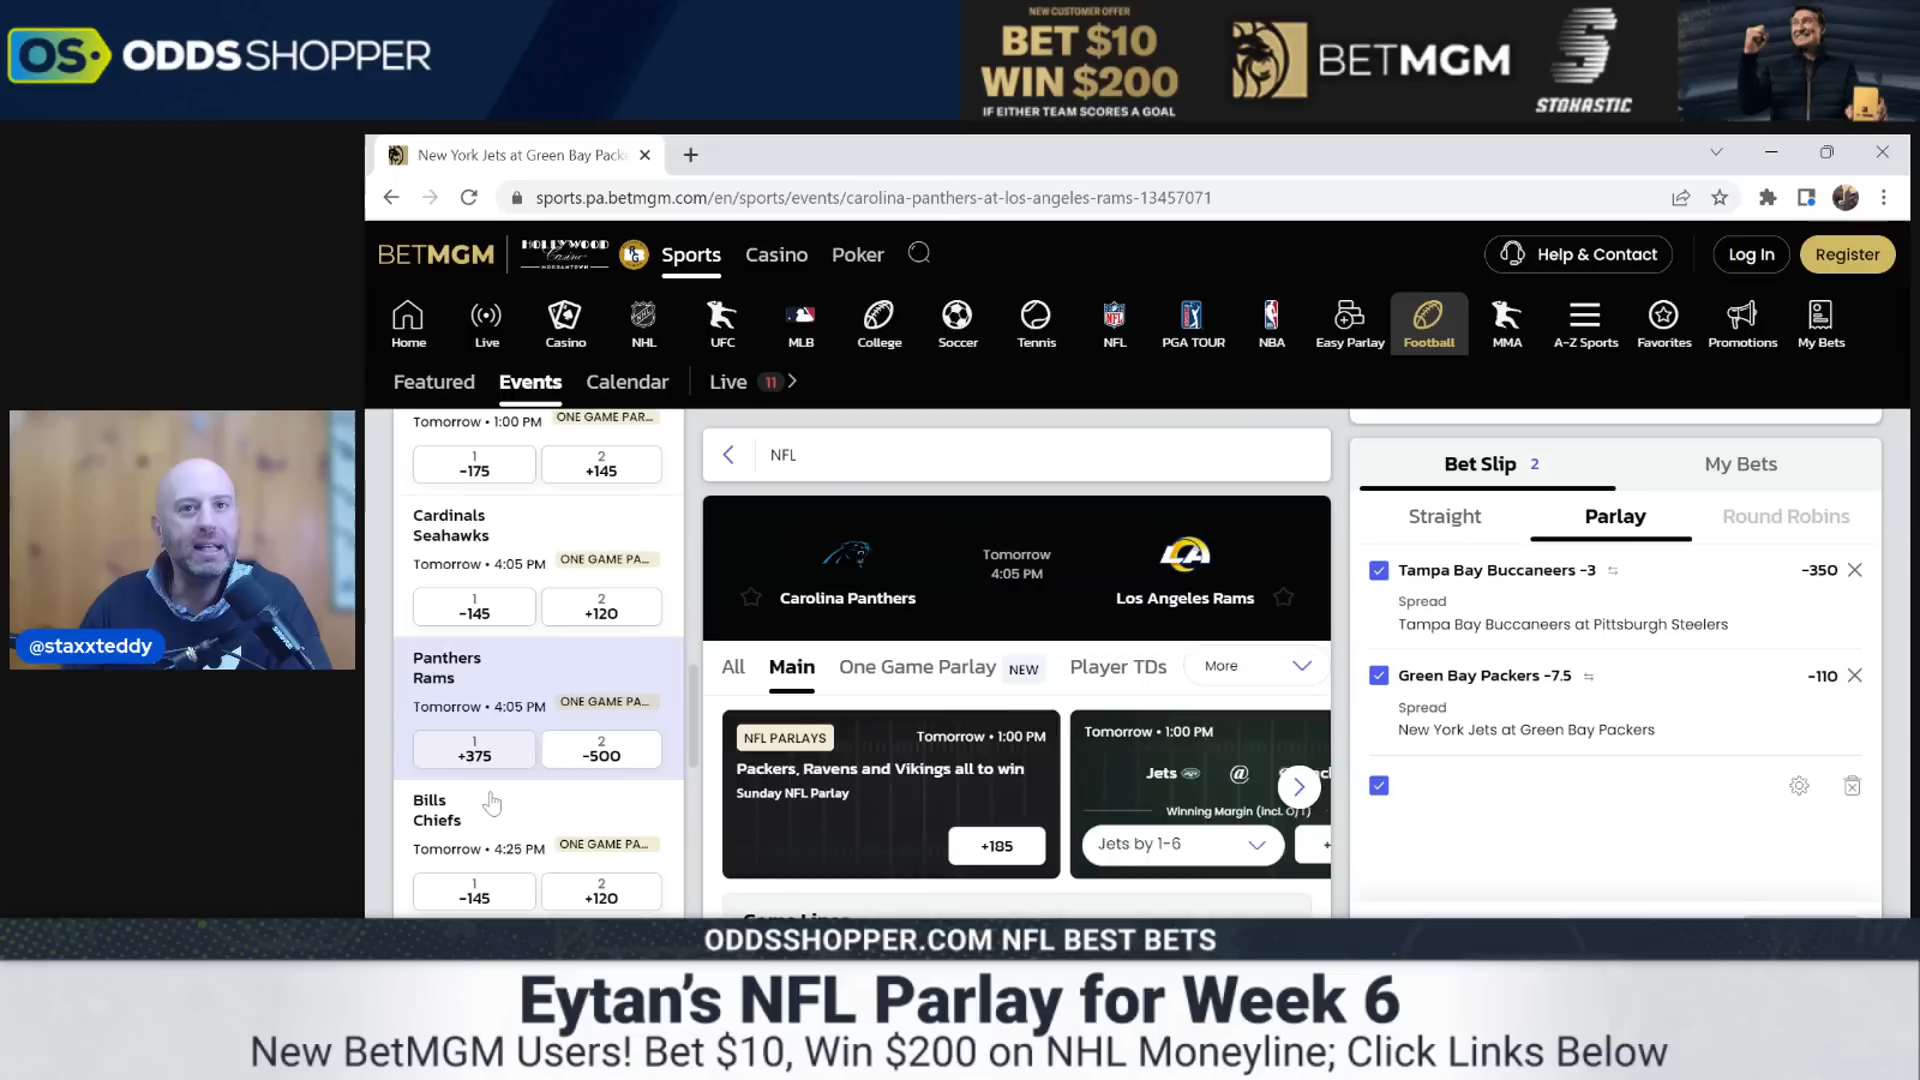 OS ODDSSHOPPER
NEW CUSTOMER OFFER
BET $10
WIN $200
IF EITHER TEAM SCORES A GOAL
BETMGM
STOKASTIC
New York Jets at Green Bay Pack
sports.pa.betmgm.com/en/sports/events/carolina-panthers-at-los-angeles-rams-13457071
BETMGM
HOLLYWOOD
Casino
MORGANTOWN
Sports Casino Poker
Help & Contact
Log In
Register
Home Live Casino NHL UFC MLB College Soccer Tennis NFL PGA TOUR NBA Easy Parlay Football MMA A-Z Sports Favorites Promotions My Bets
Featured Events Calendar Live 11
Tomorrow • 1:00 PM ONE GAME PAR...
1 2
-175 +145
Cardinals
Seahawks
Tomorrow • 4:05 PM ONE GAME PA...
1 2
-145 +120
Panthers
Rams
Tomorrow • 4:05 PM ONE GAME PA...
1 2
+375 -500
Bills
Chiefs
Tomorrow • 4:25 PM ONE GAME PA...
1 2
-145 +120
NFL
Tomorrow
4:05 PM
Carolina Panthers
Los Angeles Rams
All Main One Game Parlay NEW Player TDs More
NFL PARLAYS Tomorrow • 1:00 PM
Packers, Ravens and Vikings all to win
Sunday NFL Parlay
+185
Tomorrow • 1:00 PM
Jets @
Winning Margin (incl. OT)
Jets by 1-6
+
Game Lines
Bet Slip 2 My Bets
Straight Parlay Round Robins
Tampa Bay Buccaneers -3 -350
Spread
Tampa Bay Buccaneers at Pittsburgh Steelers
Green Bay Packers -7.5 -110
Spread
New York Jets at Green Bay Packers
@staxxteddy
ODDSSHOPPER.COM NFL BEST BETS
Eytan's NFL Parlay for Week 6
New BetMGM Users! Bet $10, Win $200 on NHL Moneyline; Click Links Below